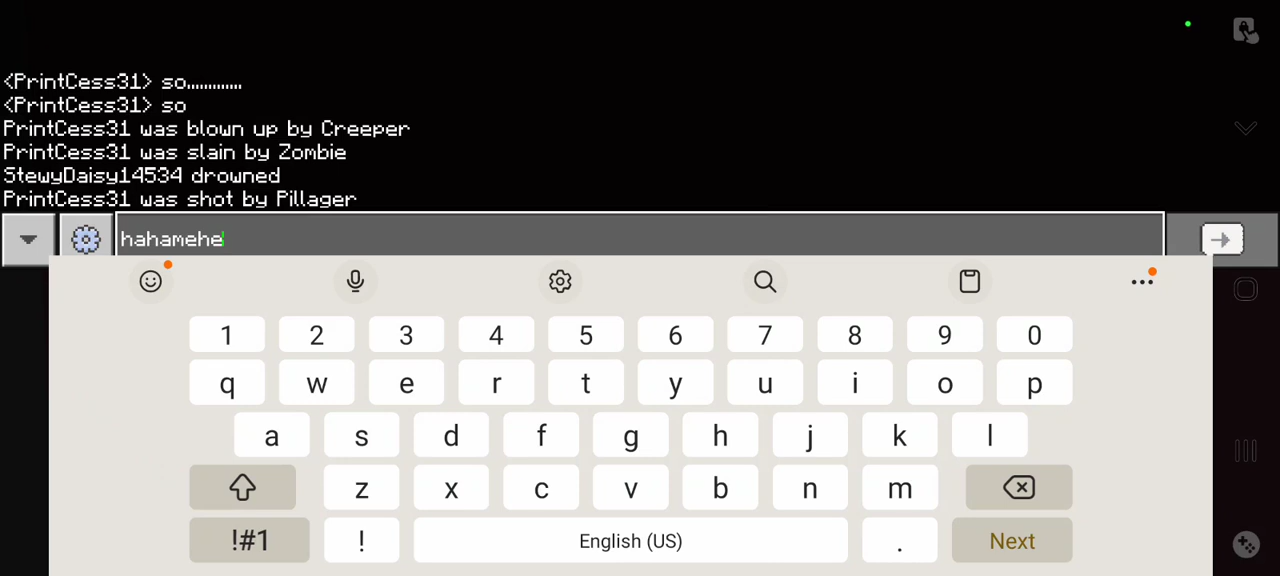 <PrintCess31> so............
<PrintCess31> so
PrintCess31 was blown up by Creeper
PrintCess31 was slain by Zombie
StewyDaisy14534 drowned
PrintCess31 was shot by Pillager
hahamehe
1 2 3 4 5 6 7 8 9 0
q w e r t y u i o p
a s d f g h j k l
z x c v b n m
!#1 ! English (US) . Next